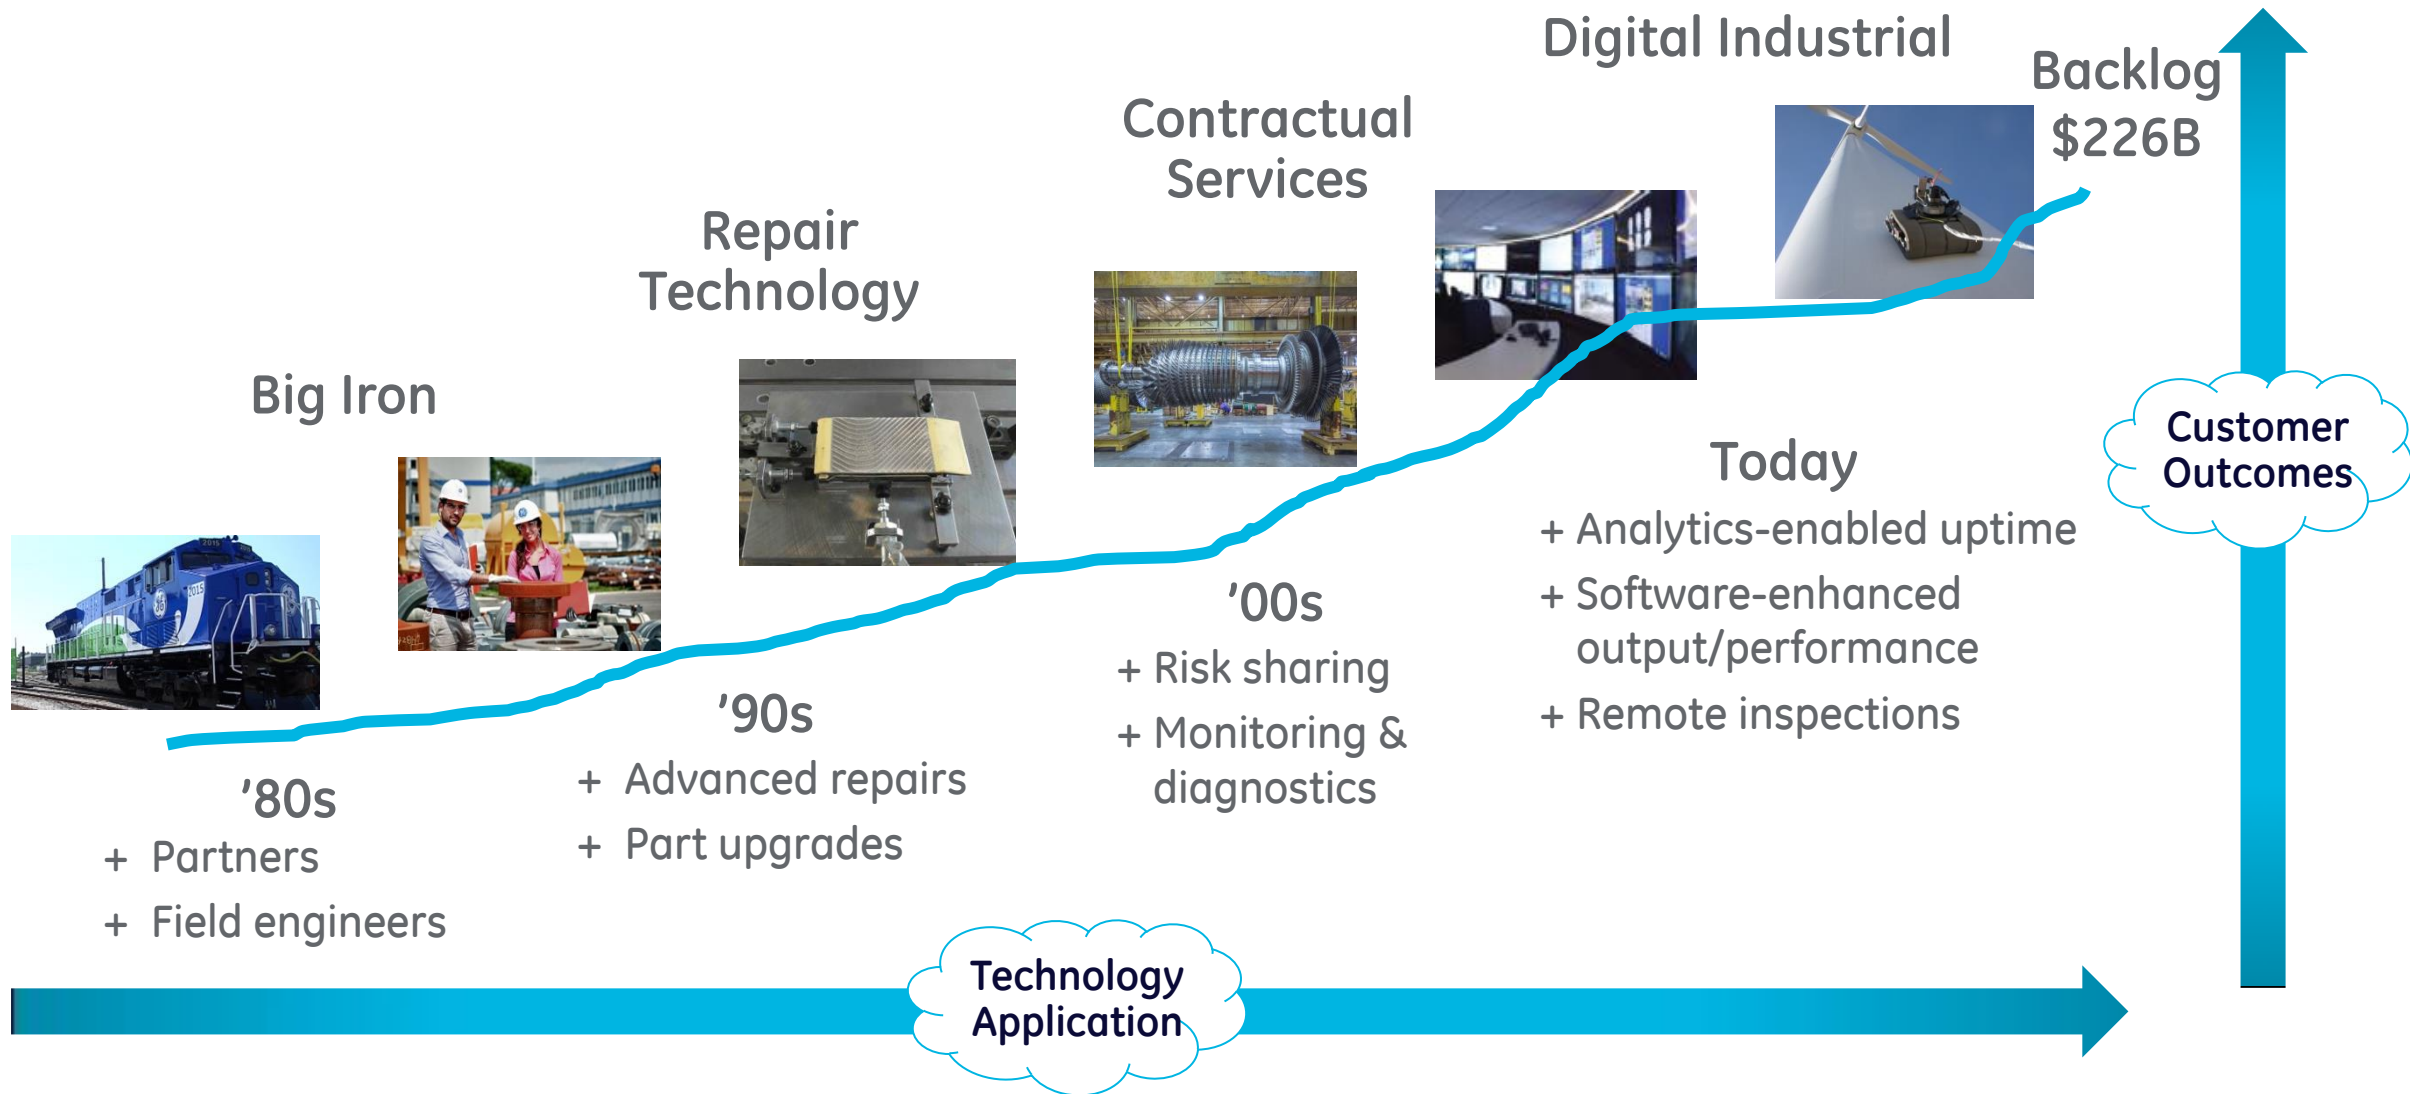 Digital Industrial
Backlog
$226B
Contractual
Services
Repair
Technology
Big Iron
2015
2015
Customer
Outcomes
Today
+ Analytics-enabled uptime
+ Software-enhanced
output/performance
+ Remote inspections
'00s
+ Risk sharing
+ Monitoring &
diagnostics
'90s
+ Advanced repairs
+ Part upgrades
'80s
+ Partners
+ Field engineers
Technology
Application